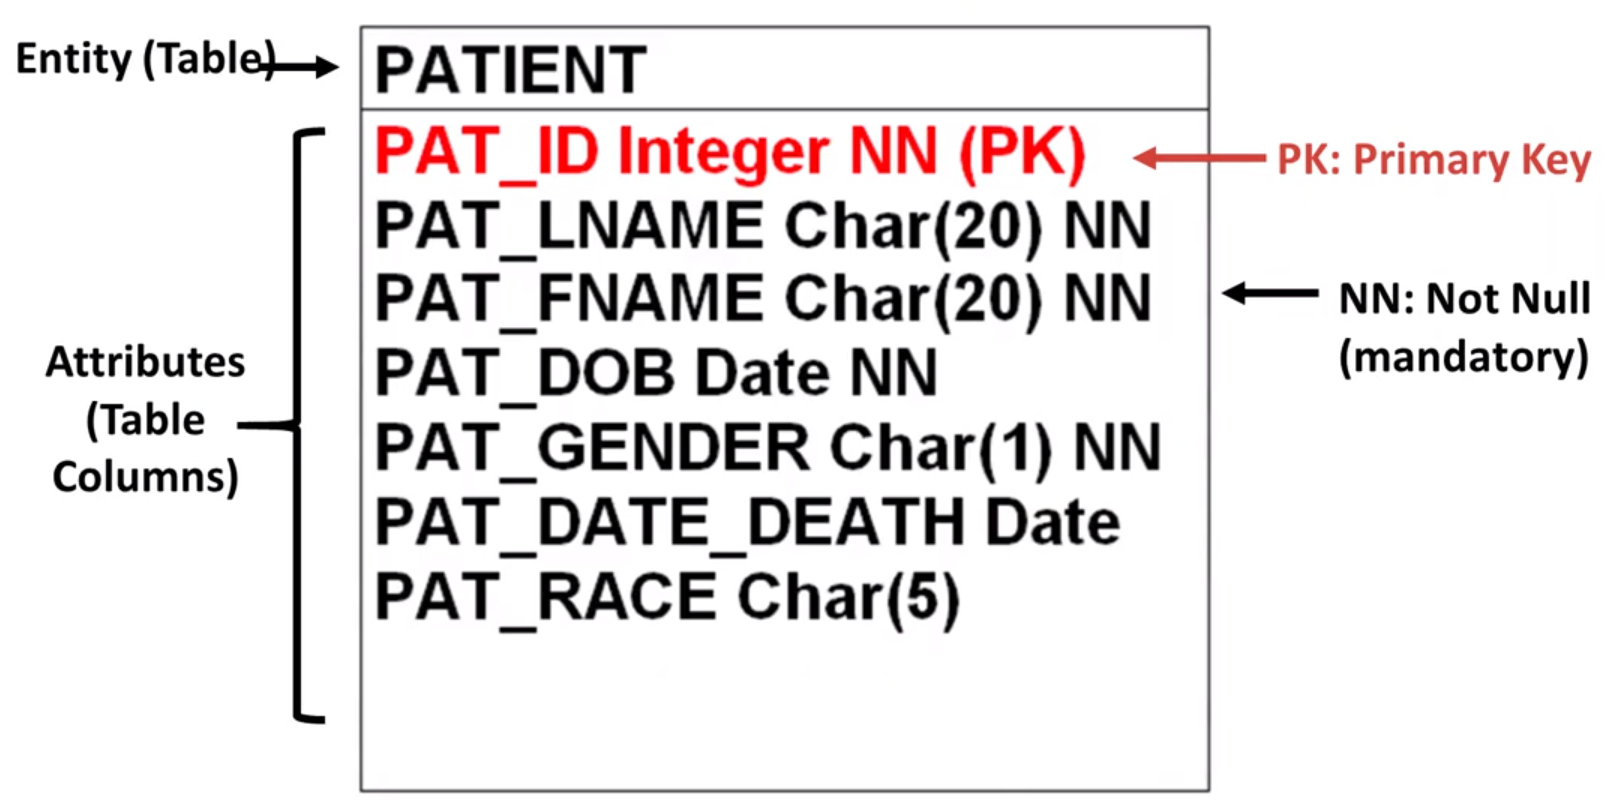 Entity (Table)
PATIENT
PAT_ID Integer NN (PK)
PK: Primary Key
PAT_LNAME Char(20) NN
PAT_FNAME Char(20) NN
NN: Not Null
(mandatory)
PAT_DOB Date NN
PAT_GENDER Char(1) NN
PAT_DATE_DEATH Date
PAT_RACE Char(5)
Attributes
(Table
Columns)